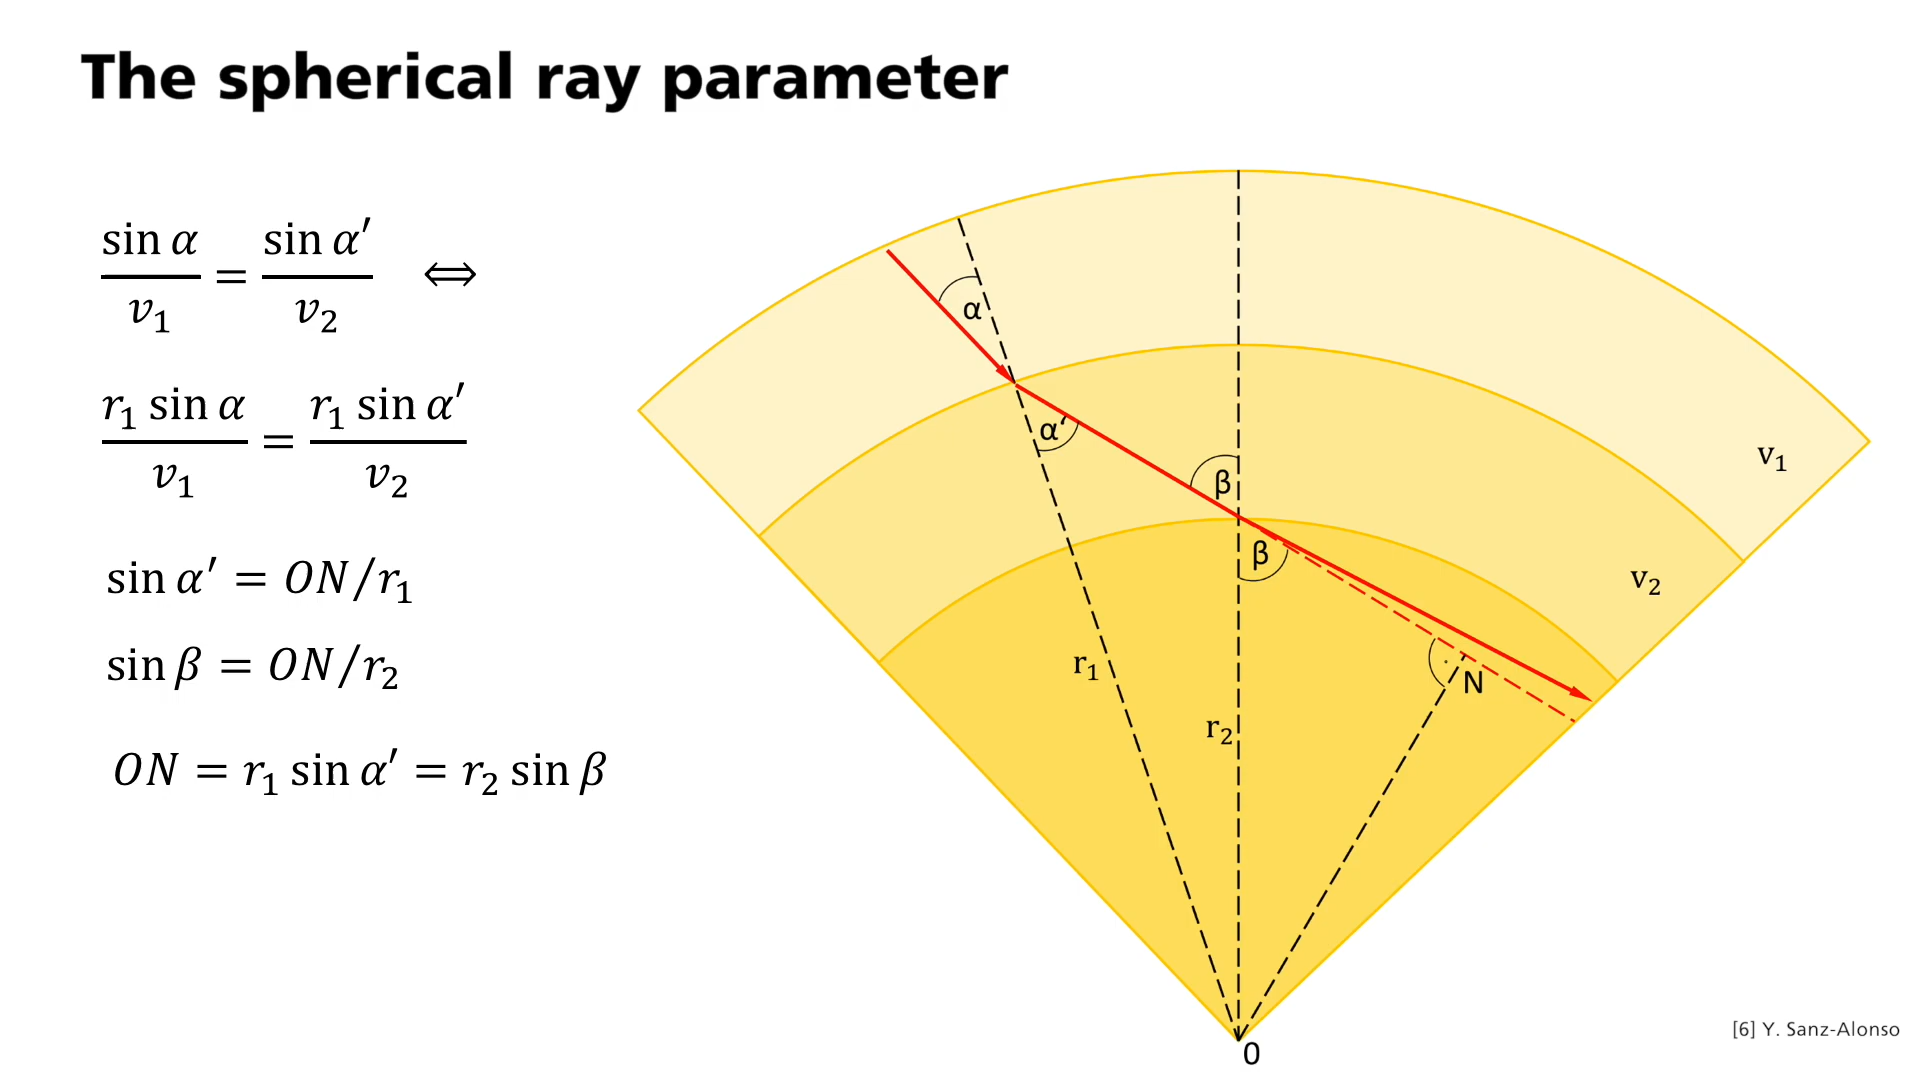 The spherical ray parameter
sin α / v₁ = sin α′ / v₂ ⇔
r₁ sin α / v₁ = r₁ sin α′ / v₂
sin α′ = ON/r₁
sin β = ON/r₂
ON = r₁ sin α′ = r₂ sin β
α
α′
β
β
v₁
v₂
r₁
r₂
N
0
[6] Y. Sanz-Alonso